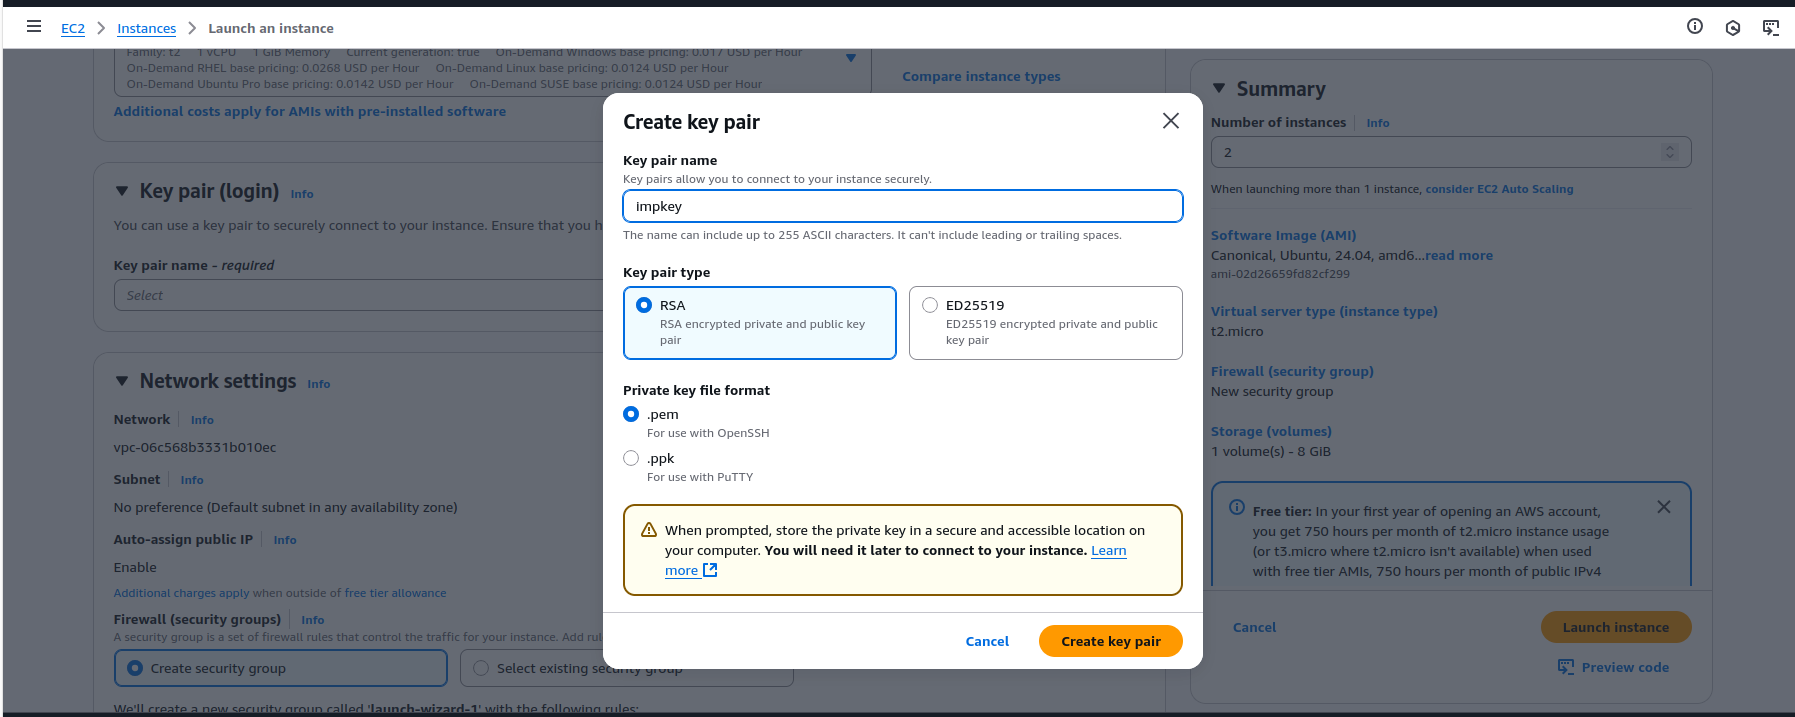 EC2 > Instances > Launch an instance
Family: t2 1 vCPU 1 GiB Memory Current generation: true On-Demand Windows base pricing: 0.017 USD per Hour
On-Demand RHEL base pricing: 0.0268 USD per Hour On-Demand Linux base pricing: 0.0124 USD per Hour
On-Demand Ubuntu Pro base pricing: 0.0142 USD per Hour On-Demand SUSE base pricing: 0.0124 USD per Hour
Additional costs apply for AMIs with pre-installed software
Compare instance types
Key pair (login) Info
You can use a key pair to securely connect to your instance. Ensure that you h
Key pair name - required
Select
Network settings Info
Network Info
vpc-06c568b3331b010ec
Subnet Info
No preference (Default subnet in any availability zone)
Auto-assign public IP Info
Enable
Additional charges apply when outside of free tier allowance
Firewall (security groups) Info
A security group is a set of firewall rules that control the traffic for your instance. Add rul
Create security group
Select existing security group
We'll create a new security group called 'launch-wizard-1' with the following rules:
Create key pair
Key pair name
Key pairs allow you to connect to your instance securely.
impkey
The name can include up to 255 ASCII characters. It can't include leading or trailing spaces.
Key pair type
RSA
RSA encrypted private and public key
pair
ED25519
ED25519 encrypted private and public
key pair
Private key file format
.pem
For use with OpenSSH
.ppk
For use with PuTTY
When prompted, store the private key in a secure and accessible location on
your computer. You will need it later to connect to your instance. Learn
more
Cancel
Create key pair
Summary
Number of instances Info
2
When launching more than 1 instance, consider EC2 Auto Scaling
Software Image (AMI)
Canonical, Ubuntu, 24.04, amd6...read more
ami-02d26659fd82cf299
Virtual server type (instance type)
t2.micro
Firewall (security group)
New security group
Storage (volumes)
1 volume(s) - 8 GiB
Free tier: In your first year of opening an AWS account,
you get 750 hours per month of t2.micro instance usage
(or t3.micro where t2.micro isn't available) when used
with free tier AMIs, 750 hours per month of public IPv4
Cancel
Launch instance
Preview code